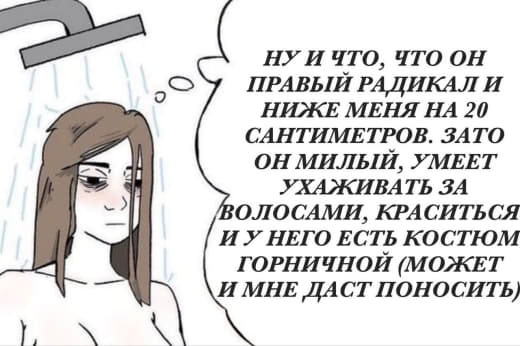 НУ И ЧТО, ЧТО ОН
ПРАВЫЙ РАДИКАЛ И
НИЖЕ МЕНЯ НА 20
САНТИМЕТРОВ. ЗАТО
ОН МИЛЫЙ, УМЕЕТ
УХАЖИВАТЬ ЗА
ВОЛОСАМИ, КРАСИТЬСЯ
И У НЕГО ЕСТЬ КОСТЮМ
ГОРНИЧНОЙ (МОЖЕТ
И МНЕ ДАСТ ПОНОСИТЬ)